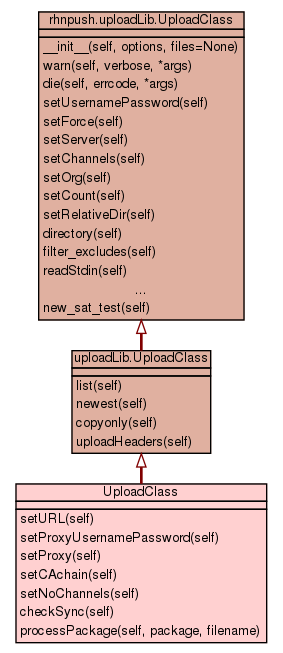 rhnpush.uploadLib.UploadClass
__init__(self, options, files=None)
warn(self, verbose, *args)
die(self, errcode, *args)
setUsernamePassword(self)
setForce(self)
setServer(self)
setChannels(self)
setOrg(self)
setCount(self)
setRelativeDir(self)
directory(self)
filter_excludes(self)
readStdin(self)
...
new_sat_test(self)
uploadLib.UploadClass
list(self)
newest(self)
copyonly(self)
uploadHeaders(self)
UploadClass
setURL(self)
setProxyUsernamePassword(self)
setProxy(self)
setCAchain(self)
setNoChannels(self)
checkSync(self)
processPackage(self, package, filename)